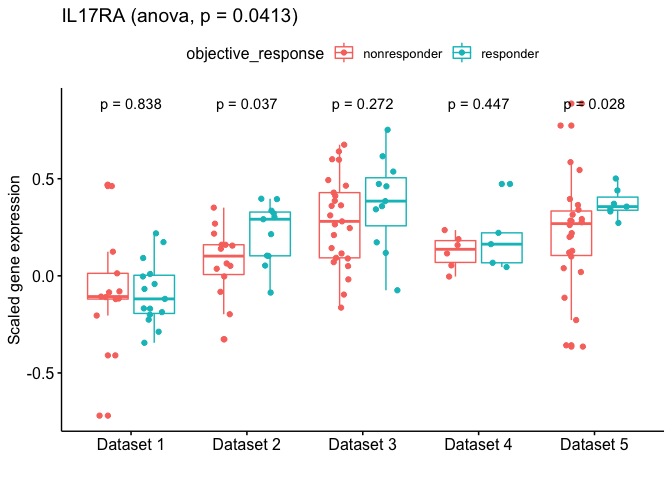 IL17RA (anova, p = 0.0413)
objective_response nonresponder responder
p = 0.838 p = 0.037 p = 0.272 p = 0.447 p = 0.028
Scaled gene expression
0.5
0.0
-0.5
Dataset 1 Dataset 2 Dataset 3 Dataset 4 Dataset 5